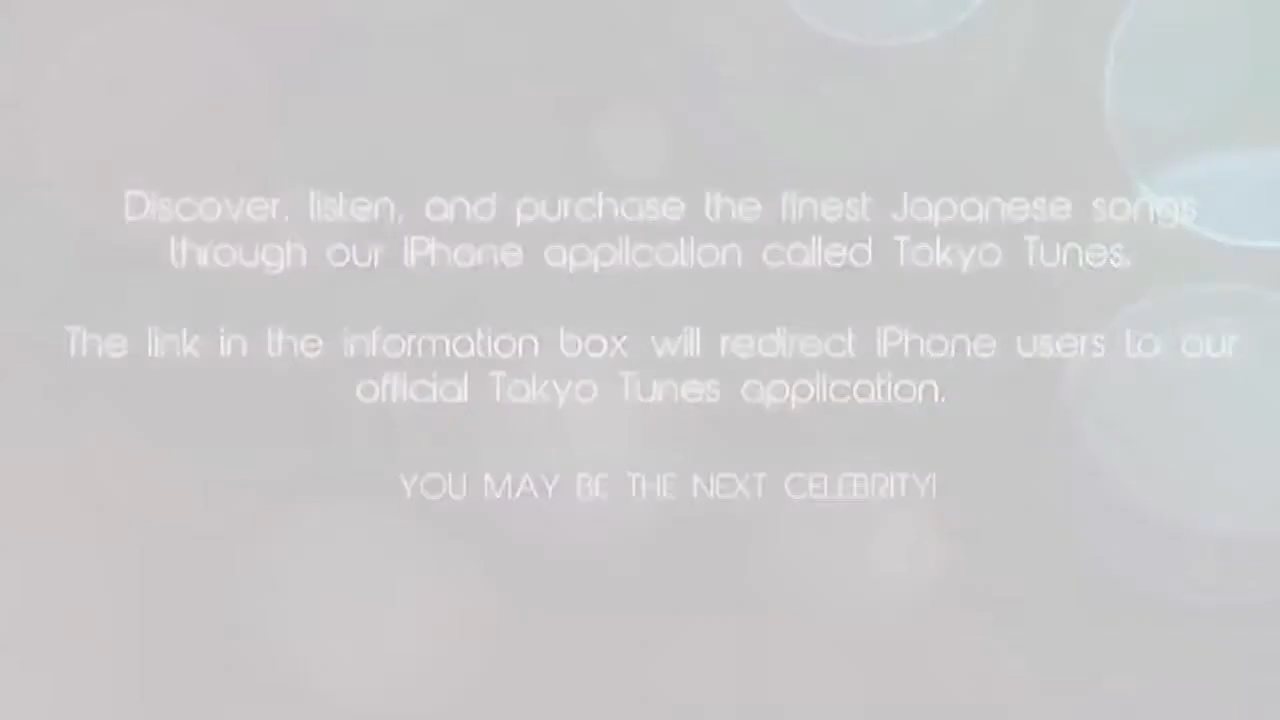 Discover, listen, and purchase the finest Japanese songs
through our iPhone application called Tokyo Tunes.
The link in the information box will redirect iPhone users to our
official Tokyo Tunes application.
YOU MAY BE THE NEXT CELEBRITY!